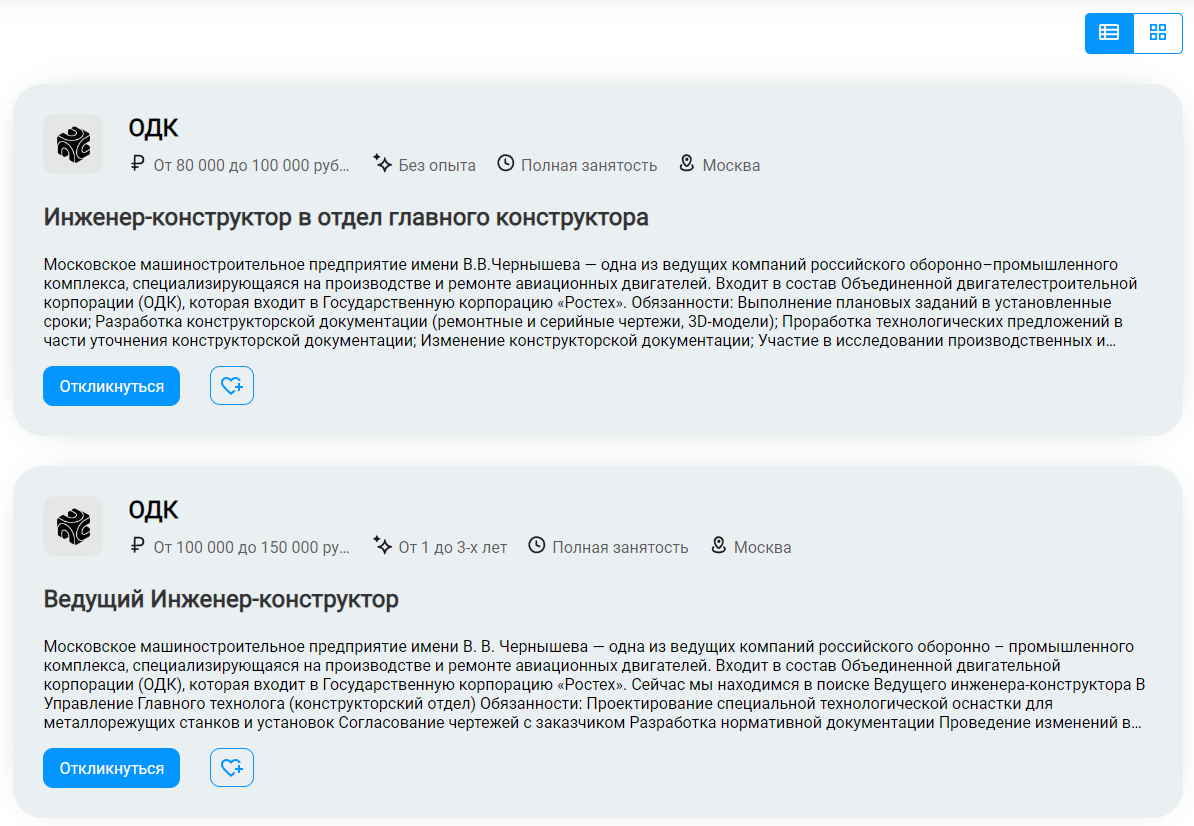 ОДК
От 80 000 до 100 000 руб...
Без опыта
Полная занятость
Москва
Инженер-конструктор в отдел главного конструктора
Московское машиностроительное предприятие имени В.В.Чернышева — одна из ведущих компаний российского оборонно–промышленного
комплекса, специализирующаяся на производстве и ремонте авиационных двигателей. Входит в состав Объединенной двигателестроительной
корпорации (ОДК), которая входит в Государственную корпорацию «Ростех». Обязанности: Выполнение плановых заданий в установленные
сроки; Разработка конструкторской документации (ремонтные и серийные чертежи, 3D-модели); Проработка технологических предложений в
части уточнения конструкторской документации; Изменение конструкторской документации; Участие в исследовании производственных и...
Откликнуться
ОДК
От 100 000 до 150 000 ру...
От 1 до 3-х лет
Полная занятость
Москва
Ведущий Инженер-конструктор
Московское машиностроительное предприятие имени В. В. Чернышева — одна из ведущих компаний российского оборонно – промышленного
комплекса, специализирующаяся на производстве и ремонте авиационных двигателей. Входит в состав Объединенной двигательной
корпорации (ОДК), которая входит в Государственную корпорацию «Ростех». Сейчас мы находимся в поиске Ведущего инженера-конструктора В
Управление Главного технолога (конструкторский отдел) Обязанности: Проектирование специальной технологической оснастки для
металлорежущих станков и установок Согласование чертежей с заказчиком Разработка нормативной документации Проведение изменений в...
Откликнуться